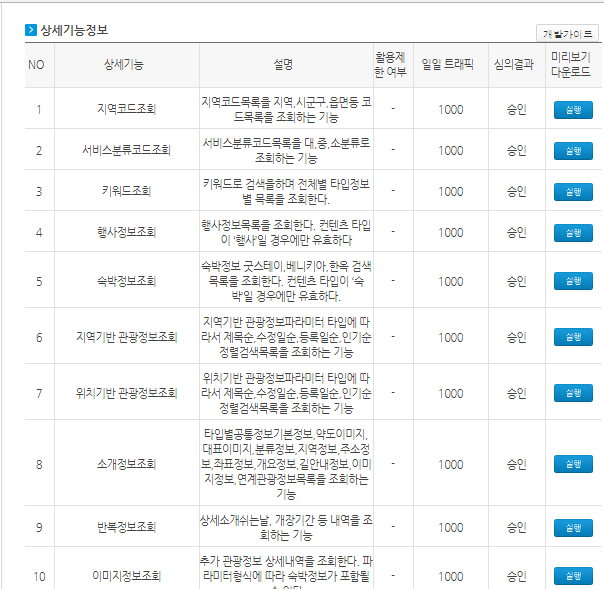 상세기능정보
개발가이드
NO 상세기능 설명 활용제한 여부 일일 트래픽 심의결과 미리보기 다운로드
1 지역코드조회 지역코드목록을 지역,시군구,읍면동 코드목록을 조회하는 기능 - 1000 승인 실행
2 서비스분류코드조회 서비스분류코드목록을 대,중,소분류로 조회하는 기능 - 1000 승인 실행
3 키워드조회 키워드로 검색을하며 전체별 타입정보별 목록을 조회한다. - 1000 승인 실행
4 행사정보조회 행사정보목록을 조회한다. 컨텐츠 타입이 ‘행사’일 경우에만 유효하다 - 1000 승인 실행
5 숙박정보조회 숙박정보 굿스테이,베니키아,한옥 검색목록을 조회한다. 컨텐츠 타입이 ‘숙박’일 경우에만 유효하다. - 1000 승인 실행
6 지역기반 관광정보조회 지역기반 관광정보파라미터 타입에 따라서 제목순,수정일순,등록일순,인기순 정렬검색목록을 조회하는 기능 - 1000 승인 실행
7 위치기반 관광정보조회 위치기반 관광정보파라미터 타입에 따라서 제목순,수정일순,등록일순,인기순 정렬검색목록을 조회하는 기능 - 1000 승인 실행
8 소개정보조회 타입별공통정보기본정보,약도이미지,대표이미지,분류정보,지역정보,주소정보,좌표정보,개요정보,길안내정보,이미지정보,연계관광정보목록을 조회하는 기능 - 1000 승인 실행
9 반복정보조회 상세소개쉬는날, 개장기간 등 내역을 조회하는 기능 - 1000 승인 실행
10 이미지정보조회 추가 관광정보 상세내역을 조회한다. 파라미터형식에 따라 숙박정보가 포함될 - 1000 승인 실행